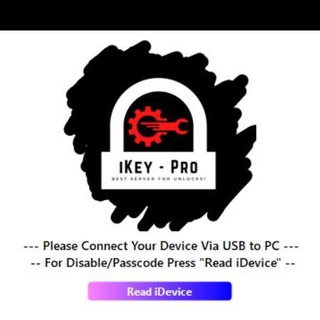 iKEY - PRO
BEST SERVER FOR UNLOCKS!
--- Please Connect Your Device Via USB to PC ---
-- For Disable/Passcode Press "Read iDevice" --
Read iDevice